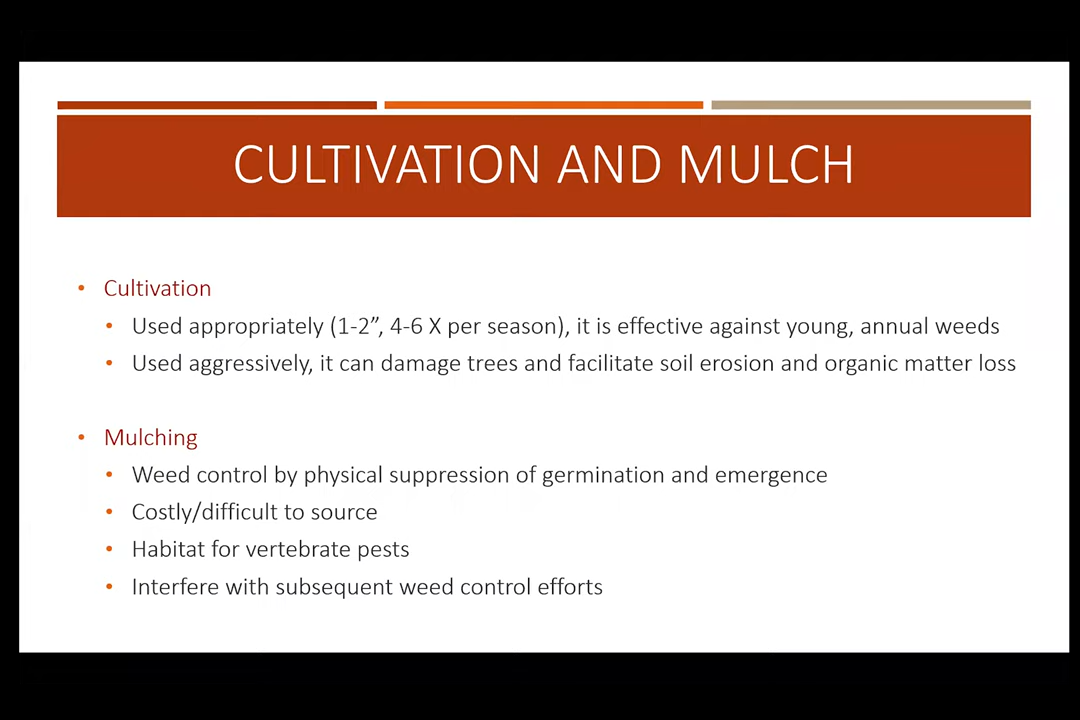 CULTIVATION AND MULCH
• Cultivation
• Used appropriately (1-2”, 4-6 X per season), it is effective against young, annual weeds
• Used aggressively, it can damage trees and facilitate soil erosion and organic matter loss
• Mulching
• Weed control by physical suppression of germination and emergence
• Costly/difficult to source
• Habitat for vertebrate pests
• Interfere with subsequent weed control efforts